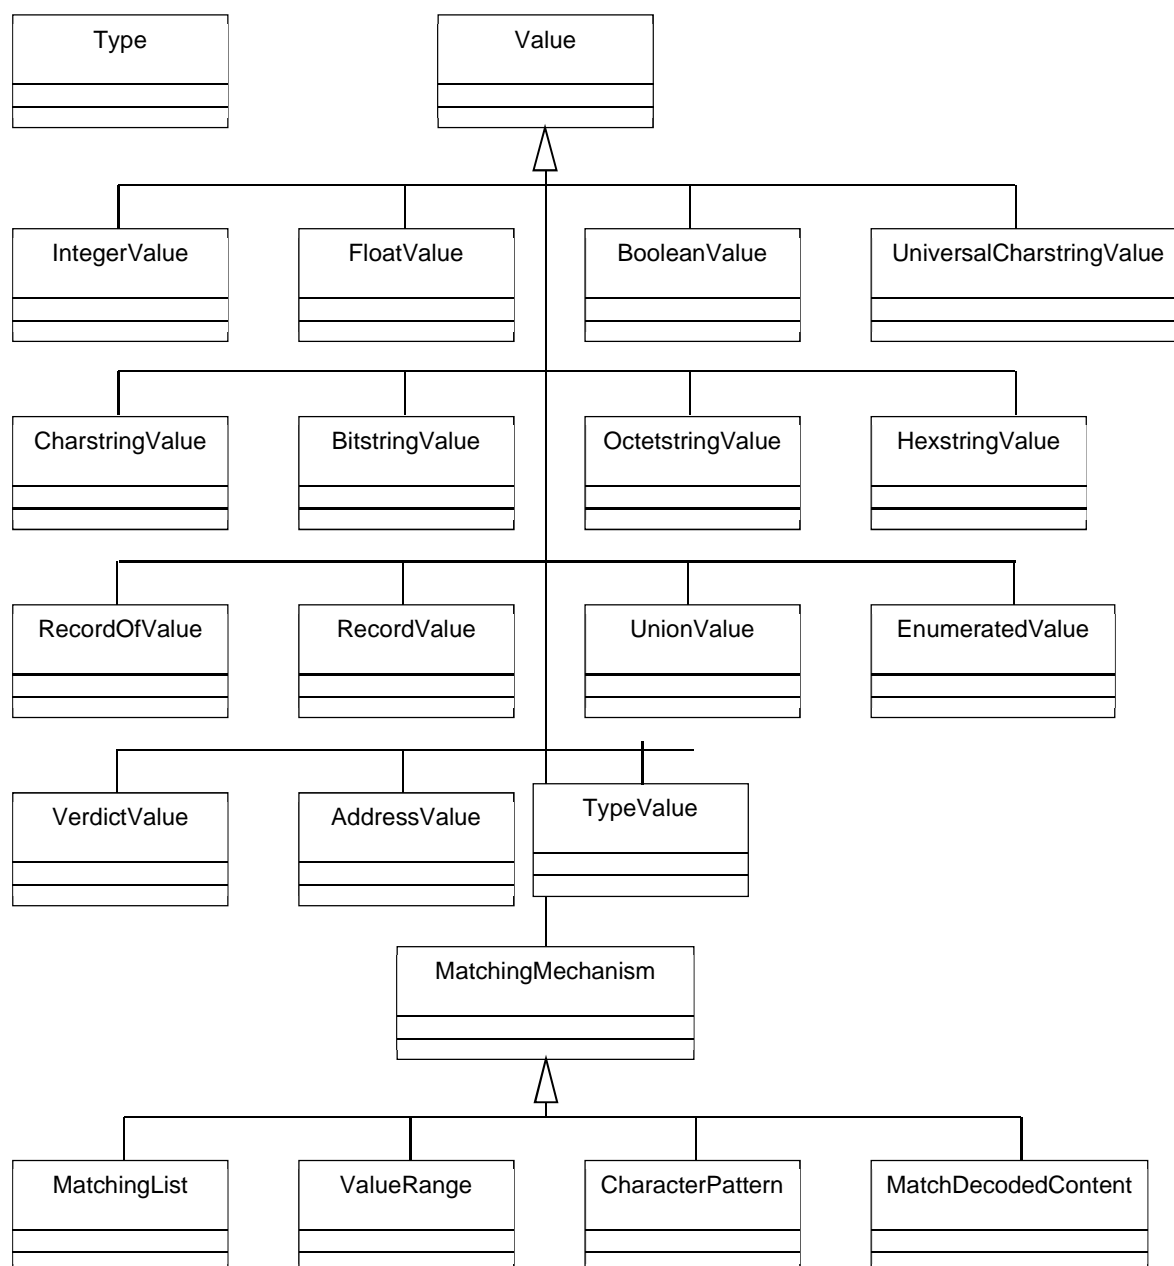 Type
Value
IntegerValue
FloatValue
BooleanValue
UniversalCharstringValue
CharstringValue
BitstringValue
OctetstringValue
HexstringValue
RecordOfValue
RecordValue
UnionValue
EnumeratedValue
VerdictValue
AddressValue
TypeValue
MatchingMechanism
MatchingList
ValueRange
CharacterPattern
MatchDecodedContent